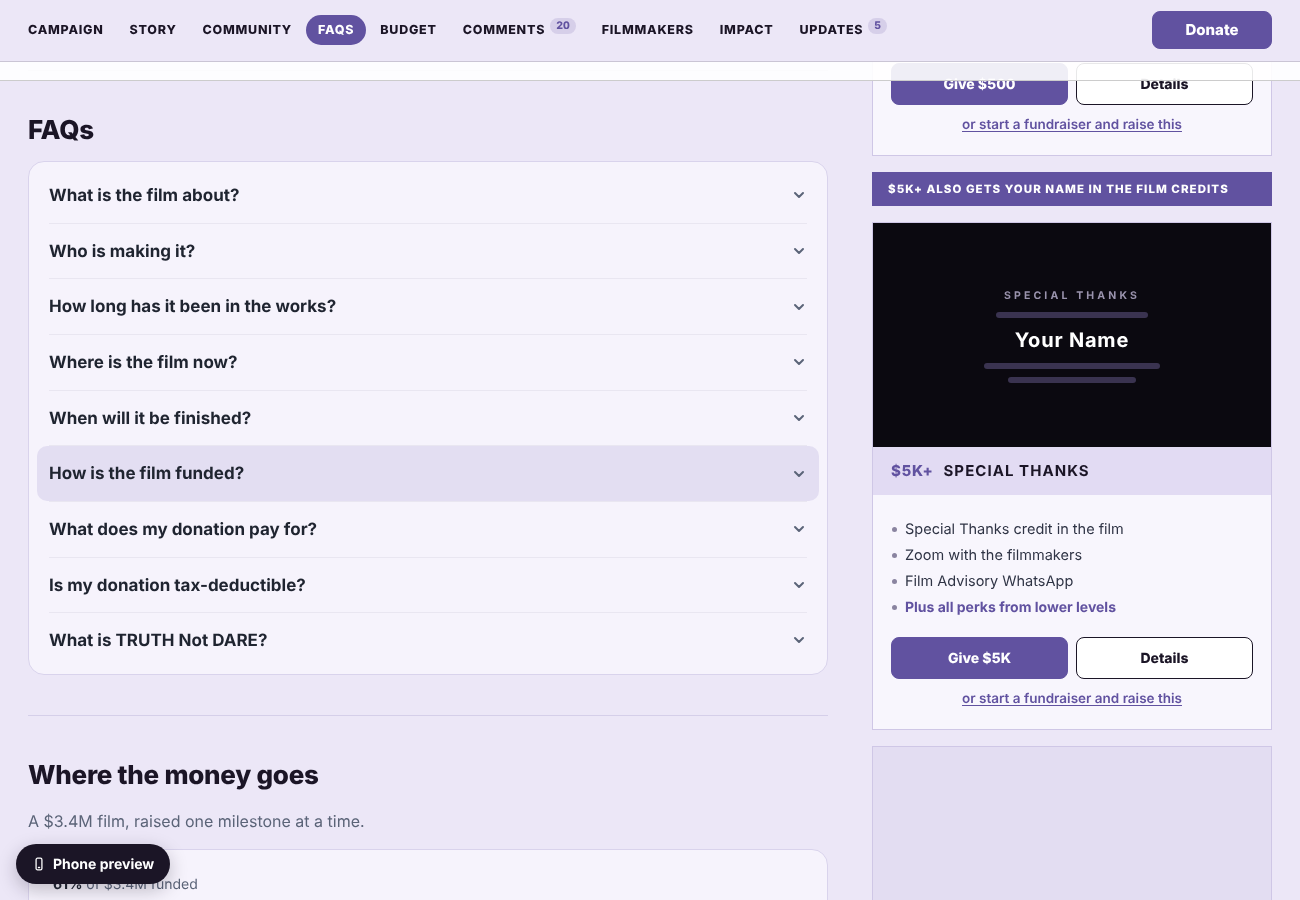 CAMPAIGN STORY COMMUNITY FAQS BUDGET COMMENTS 20 FILMMAKERS IMPACT UPDATES 5 Donate
Give $500 Details
or start a fundraiser and raise this
FAQs
What is the film about?
Who is making it?
How long has it been in the works?
Where is the film now?
When will it be finished?
How is the film funded?
What does my donation pay for?
Is my donation tax-deductible?
What is TRUTH Not DARE?
Where the money goes
A $3.4M film, raised one milestone at a time.
61% of $3.4M funded
Phone preview
$5K+ ALSO GETS YOUR NAME IN THE FILM CREDITS
SPECIAL THANKS
Your Name
$5K+ SPECIAL THANKS
Special Thanks credit in the film
Zoom with the filmmakers
Film Advisory WhatsApp
Plus all perks from lower levels
Give $5K Details
or start a fundraiser and raise this